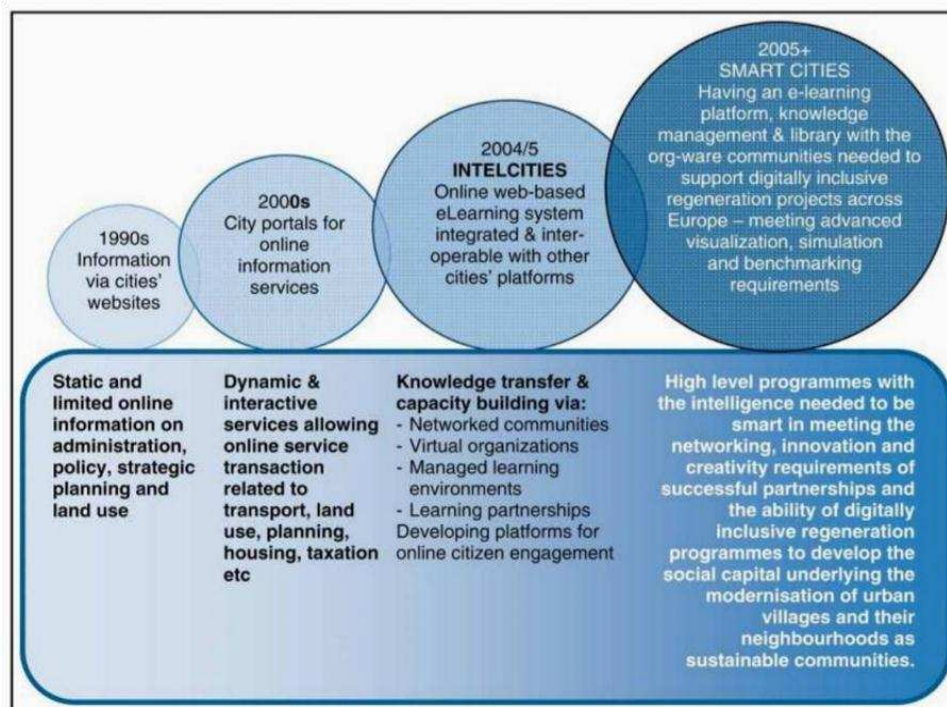 1990s
Information
via cities'
websites
2000s
City portals for
online
information
services
2004/5
INTELCITIES
Online web-based
eLearning system
integrated & inter-
operable with other
cities' platforms
2005+
SMART CITIES
Having an e-learning
platform, knowledge
management & library with the
org-ware communities needed to
support digitally inclusive
regeneration projects across
Europe – meeting advanced
visualization, simulation
and benchmarking
requirements
Static and
limited online
information on
administration,
policy, strategic
planning and
land use
Dynamic &
interactive
services allowing
online service
transaction
related to
transport, land
use, planning,
housing, taxation
etc
Knowledge transfer &
capacity building via:
- Networked communities
- Virtual organizations
- Managed learning
environments
- Learning partnerships
Developing platforms for
online citizen engagement
High level programmes with
the intelligence needed to be
smart in meeting the
networking, innovation and
creativity requirements of
successful partnerships and
the ability of digitally
inclusive regeneration
programmes to develop the
social capital underlying the
modernisation of urban
villages and their
neighbourhoods as
sustainable communities.